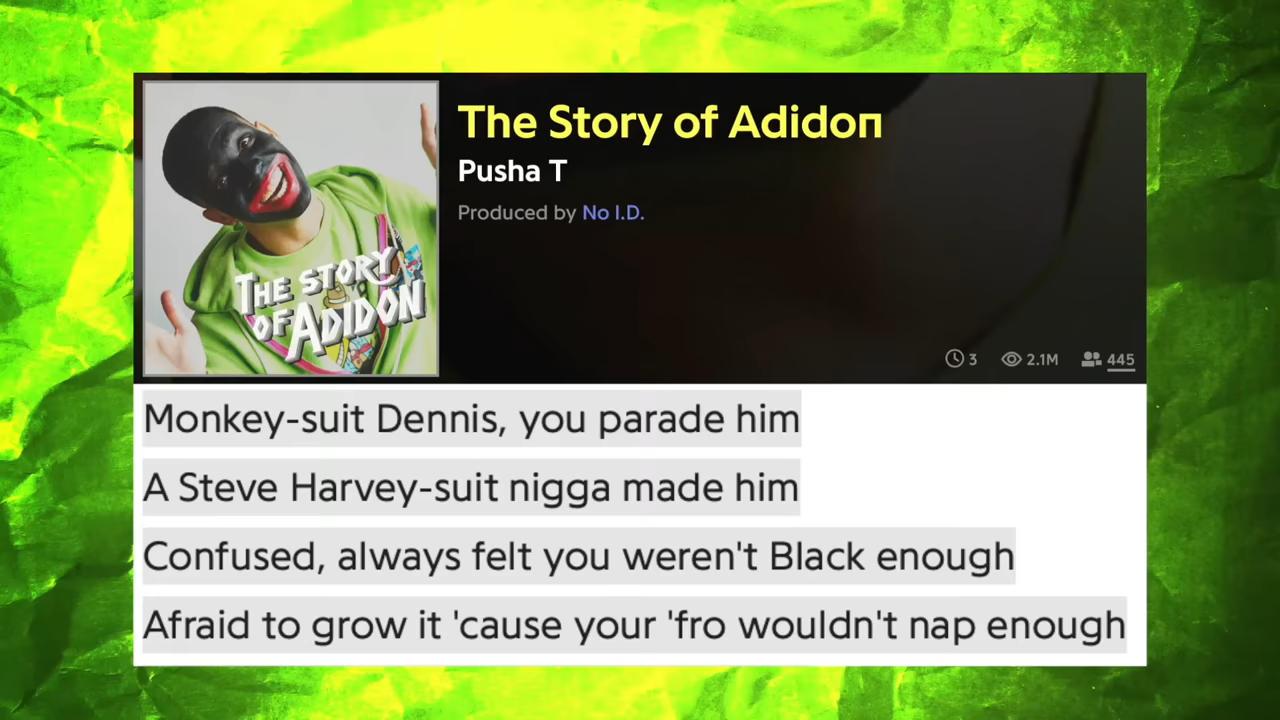 The Story of Adidon
Pusha T
Produced by No I.D.
THE STORY
OF ADIDON
3 2.1M 445
Monkey-suit Dennis, you parade him
A Steve Harvey-suit nigga made him
Confused, always felt you weren't Black enough
Afraid to grow it 'cause your 'fro wouldn't nap enough